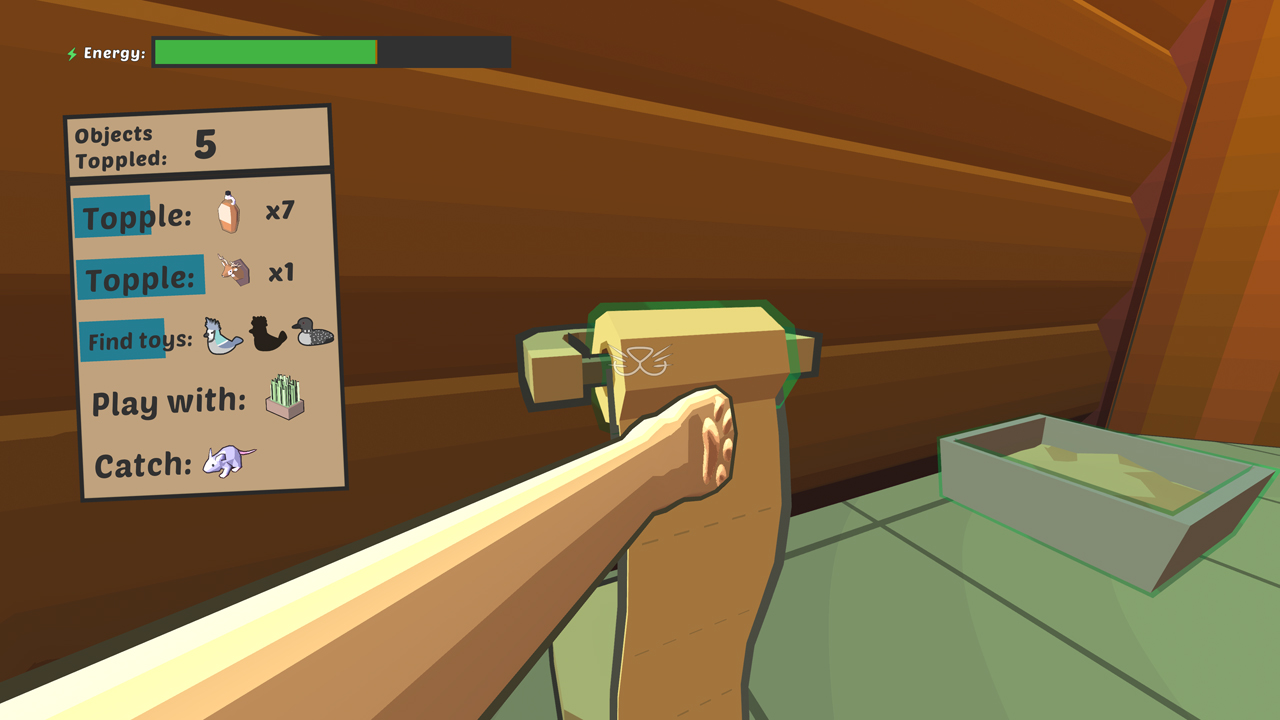 Energy:
Objects
Toppled: 5
Topple: x7
Topple: x1
Find toys:
Play with:
Catch: